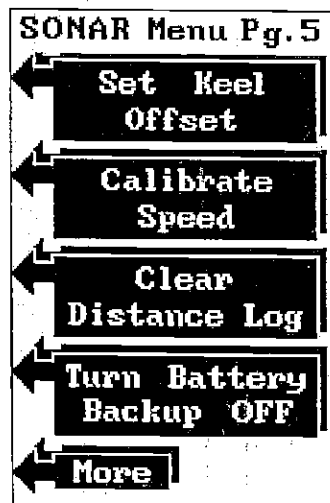 SONAR Menu Pg.5
Set Keel
Offset
Calibrate
Speed
Clear
Distance Log
Turn Battery
Backup OFF
More